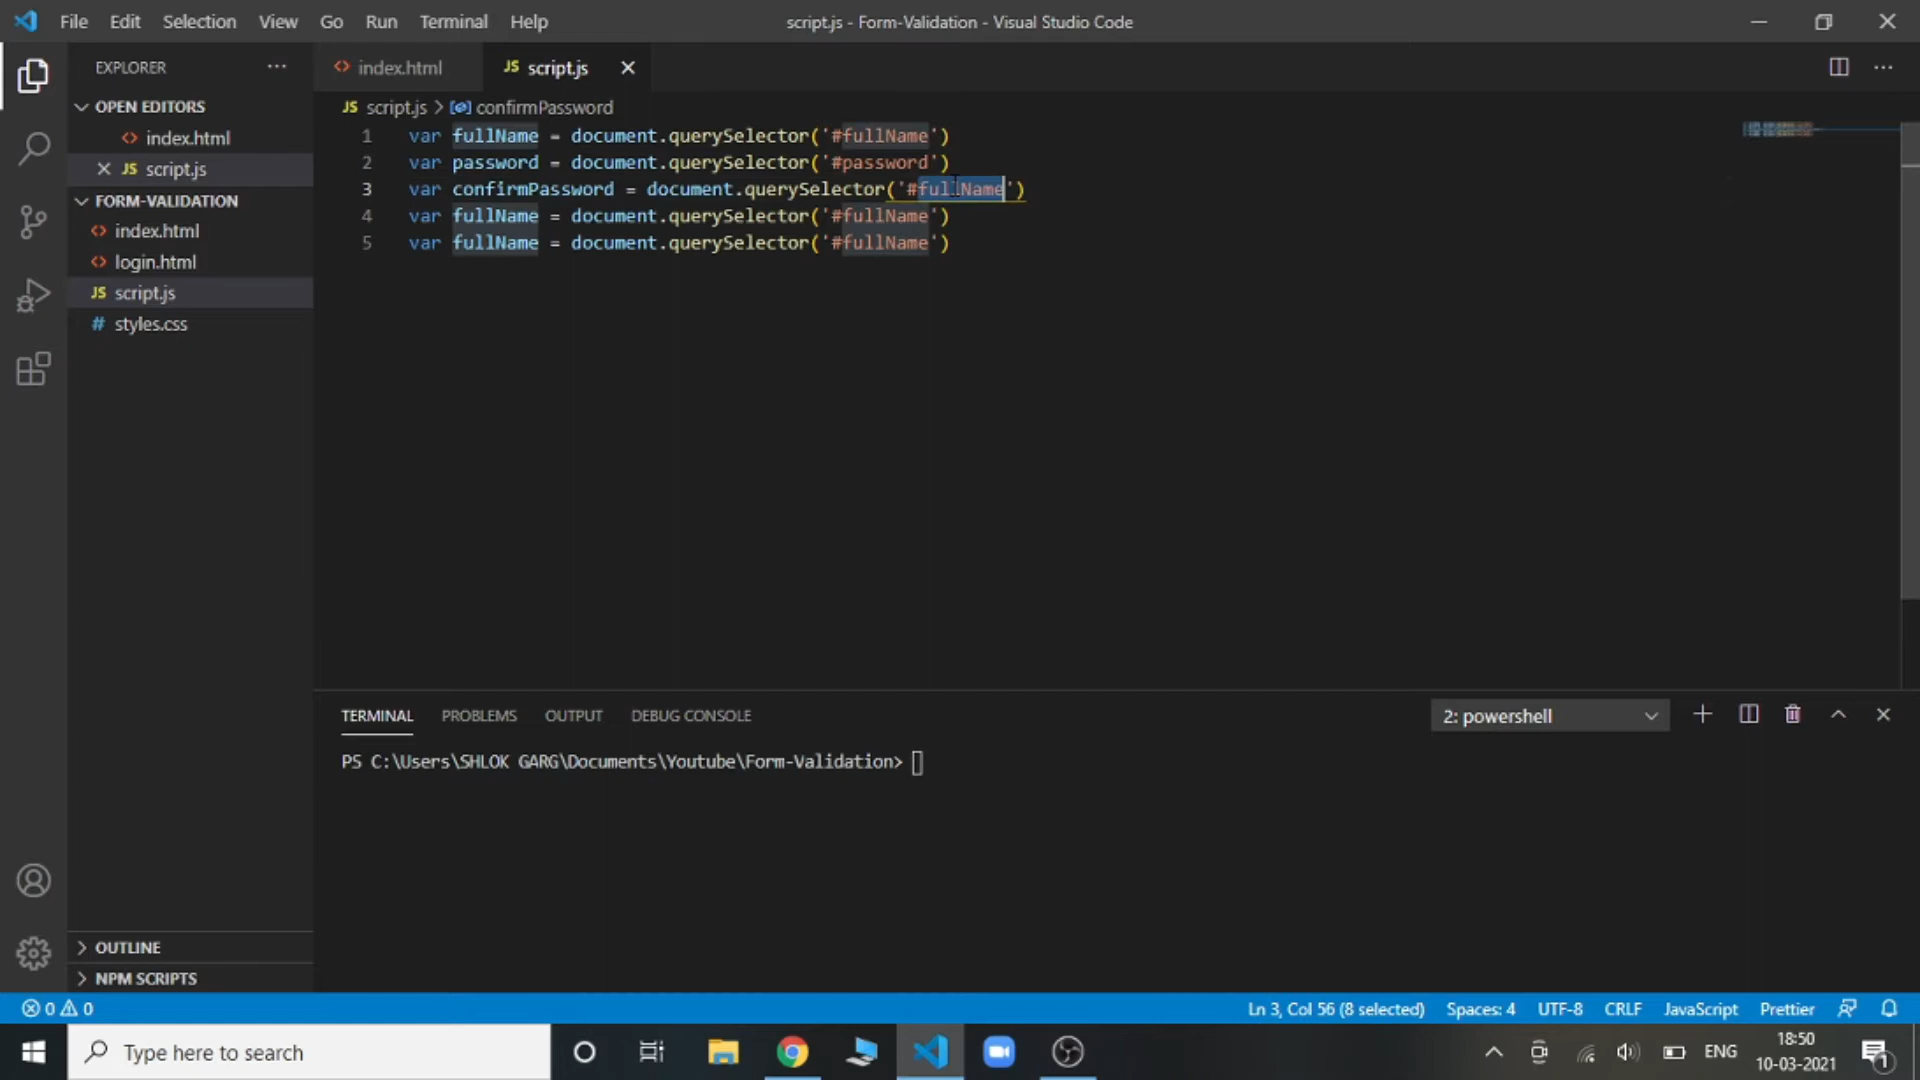 File Edit Selection View Go Run Terminal Help
script.js - Form-Validation - Visual Studio Code
EXPLORER
OPEN EDITORS
index.html
JS script.js
FORM-VALIDATION
index.html
login.html
JS script.js
# styles.css
OUTLINE
NPM SCRIPTS
index.html
JS script.js
JS script.js > confirmPassword
1 var fullName = document.querySelector('#fullName')
2 var password = document.querySelector('#password')
3 var confirmPassword = document.querySelector('#fullName')
4 var fullName = document.querySelector('#fullName')
5 var fullName = document.querySelector('#fullName')
TERMINAL PROBLEMS OUTPUT DEBUG CONSOLE
2: powershell
PS C:\Users\SHLOK GARG\Documents\Youtube\Form-Validation>
0 0
Ln 3, Col 56 (8 selected) Spaces: 4 UTF-8 CRLF JavaScript Prettier
Type here to search
ENG
18:50
10-03-2021
1